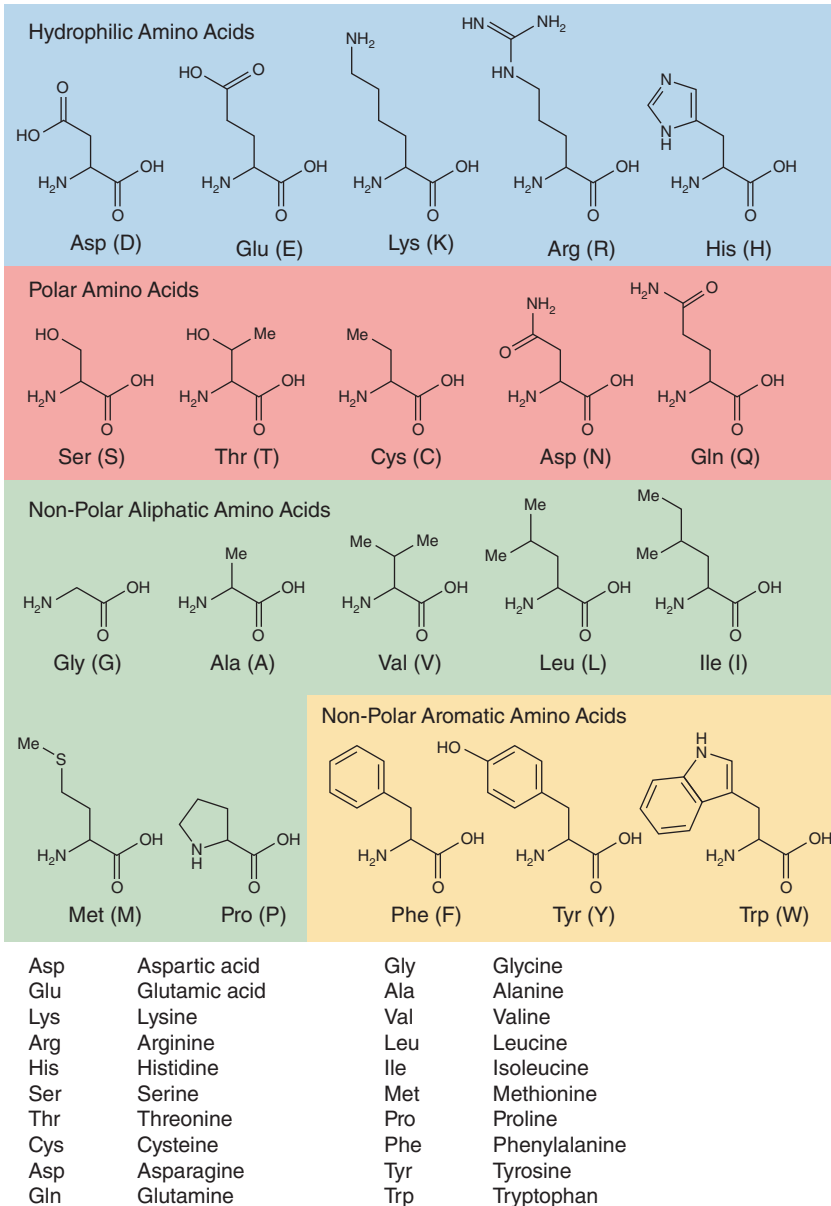 Hydrophilic Amino Acids
O
HO
H2N
OH
O
Asp (D)
HO
O
H2N
OH
O
Glu (E)
NH2
H2N
OH
O
Lys (K)
HN
NH2
HN
H2N
OH
O
Arg (R)
N
N
H
H2N
OH
O
His (H)
Polar Amino Acids
HO
H2N
OH
O
Ser (S)
HO
Me
H2N
OH
O
Thr (T)
Me
H2N
OH
O
Cys (C)
NH2
O
H2N
OH
O
Asp (N)
H2N
O
H2N
OH
O
Gln (Q)
Non-Polar Aliphatic Amino Acids
H2N
OH
O
Gly (G)
Me
H2N
OH
O
Ala (A)
Me
Me
H2N
OH
O
Val (V)
Me
Me
H2N
OH
O
Leu (L)
Me
Me
H2N
OH
O
Ile (I)
Me
S
H2N
OH
O
Met (M)
N
H
OH
O
Pro (P)
Non-Polar Aromatic Amino Acids
H2N
OH
O
Phe (F)
HO
H2N
OH
O
Tyr (Y)
H
N
H2N
OH
O
Trp (W)
Asp Aspartic acid Gly Glycine
Glu Glutamic acid Ala Alanine
Lys Lysine Val Valine
Arg Arginine Leu Leucine
His Histidine Ile Isoleucine
Ser Serine Met Methionine
Thr Threonine Pro Proline
Cys Cysteine Phe Phenylalanine
Asp Asparagine Tyr Tyrosine
Gln Glutamine Trp Tryptophan